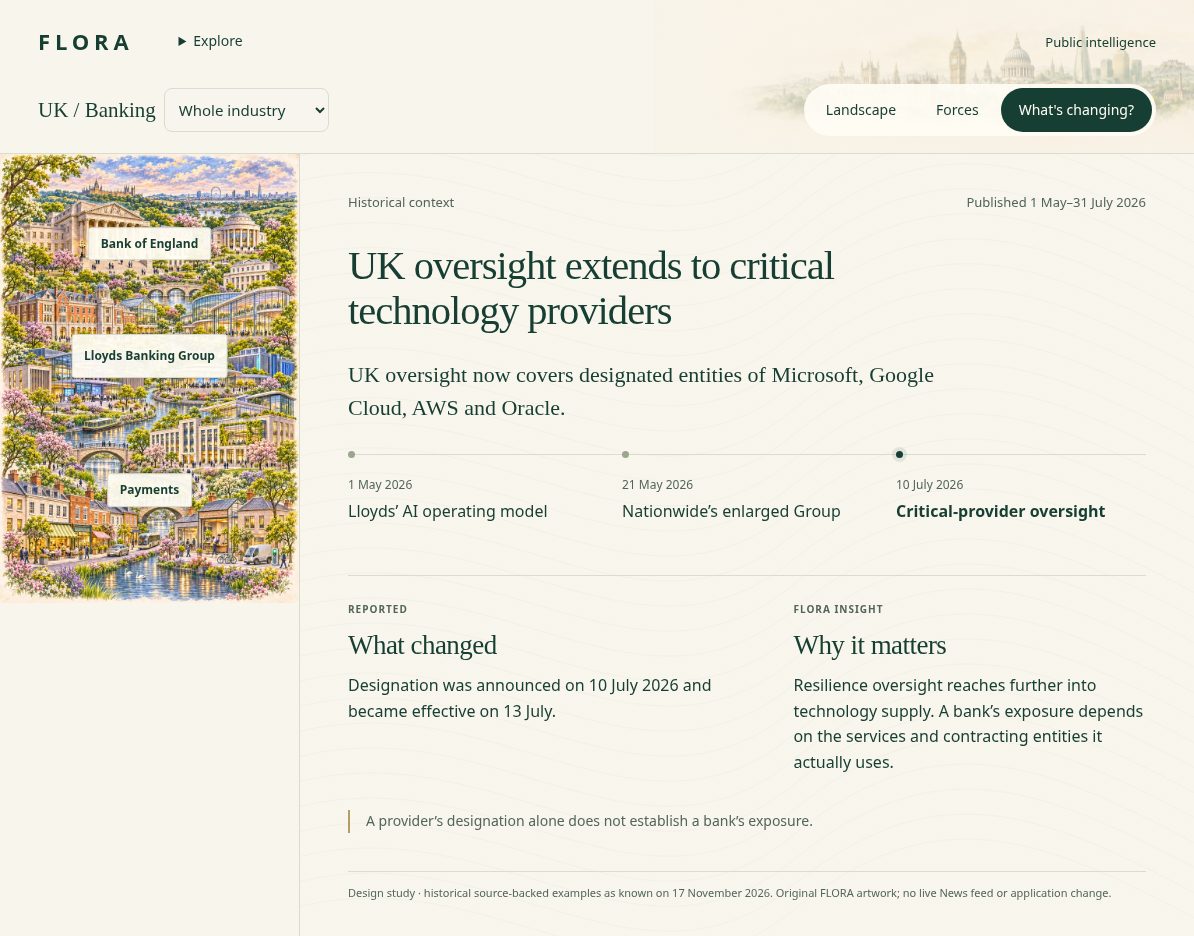 FLORA
▶ Explore
Public intelligence
UK / Banking
Whole industry
Landscape
Forces
What's changing?
Bank of England
Lloyds Banking Group
Payments
Historical context
Published 1 May–31 July 2026
UK oversight extends to critical
technology providers
UK oversight now covers designated entities of Microsoft, Google
Cloud, AWS and Oracle.
1 May 2026
Lloyds’ AI operating model
21 May 2026
Nationwide’s enlarged Group
10 July 2026
Critical-provider oversight
REPORTED
What changed
Designation was announced on 10 July 2026 and
became effective on 13 July.
FLORA INSIGHT
Why it matters
Resilience oversight reaches further into
technology supply. A bank’s exposure depends
on the services and contracting entities it
actually uses.
A provider’s designation alone does not establish a bank’s exposure.
Design study · historical source-backed examples as known on 17 November 2026. Original FLORA artwork; no live News feed or application change.